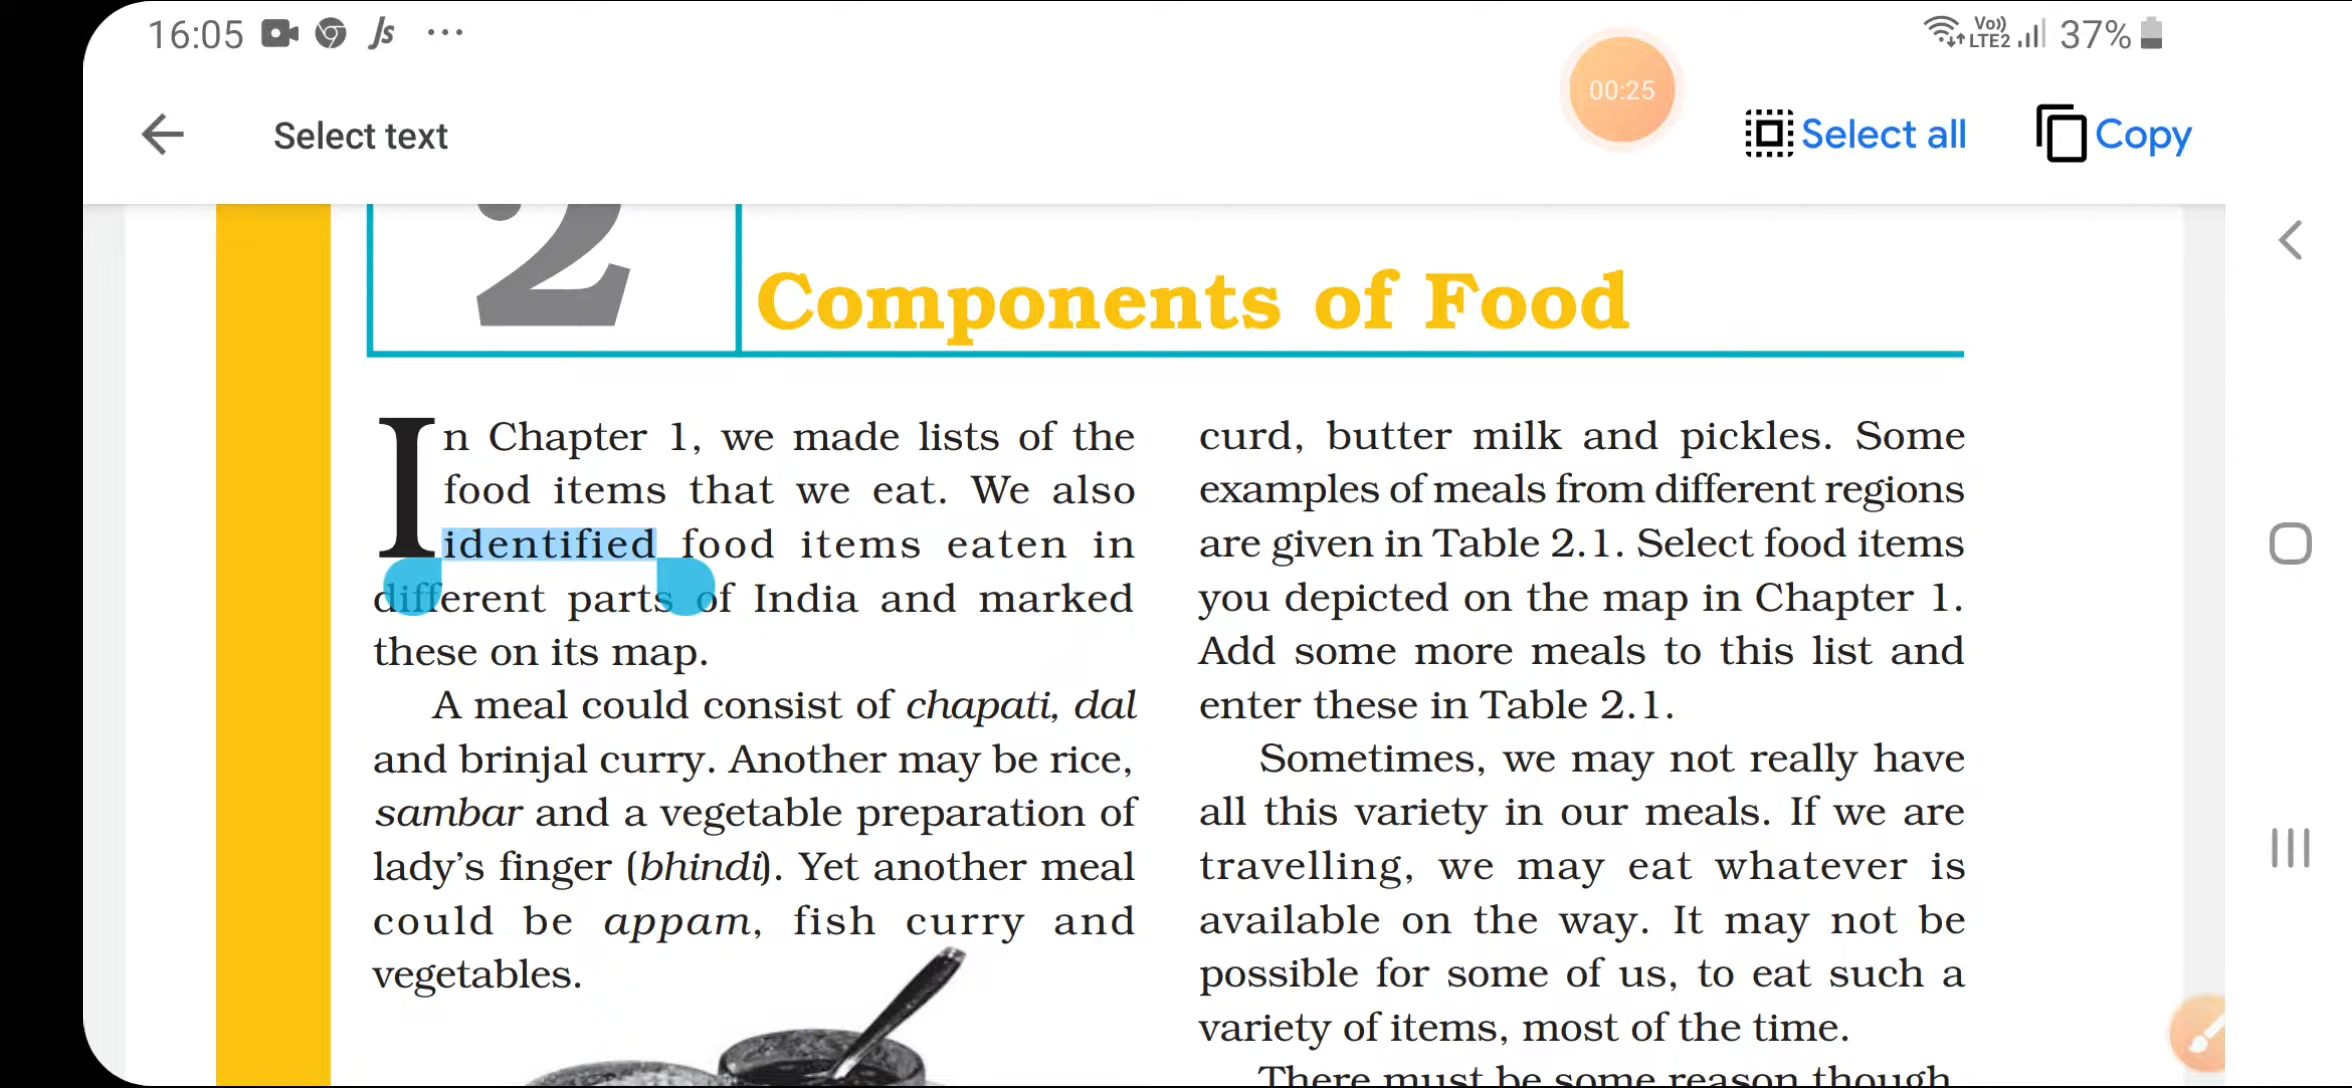 16:05
Vo))
LTE2
37%
00:25
Select text
Select all
Copy
2
Components of Food
In Chapter 1, we made lists of the
food items that we eat. We also
identified food items eaten in
different parts of India and marked
these on its map.
A meal could consist of chapati, dal
and brinjal curry. Another may be rice,
sambar and a vegetable preparation of
lady's finger (bhindi). Yet another meal
could be appam, fish curry and
vegetables.
curd, butter milk and pickles. Some
examples of meals from different regions
are given in Table 2.1. Select food items
you depicted on the map in Chapter 1.
Add some more meals to this list and
enter these in Table 2.1.
Sometimes, we may not really have
all this variety in our meals. If we are
travelling, we may eat whatever is
available on the way. It may not be
possible for some of us, to eat such a
variety of items, most of the time.
There must be some reason though